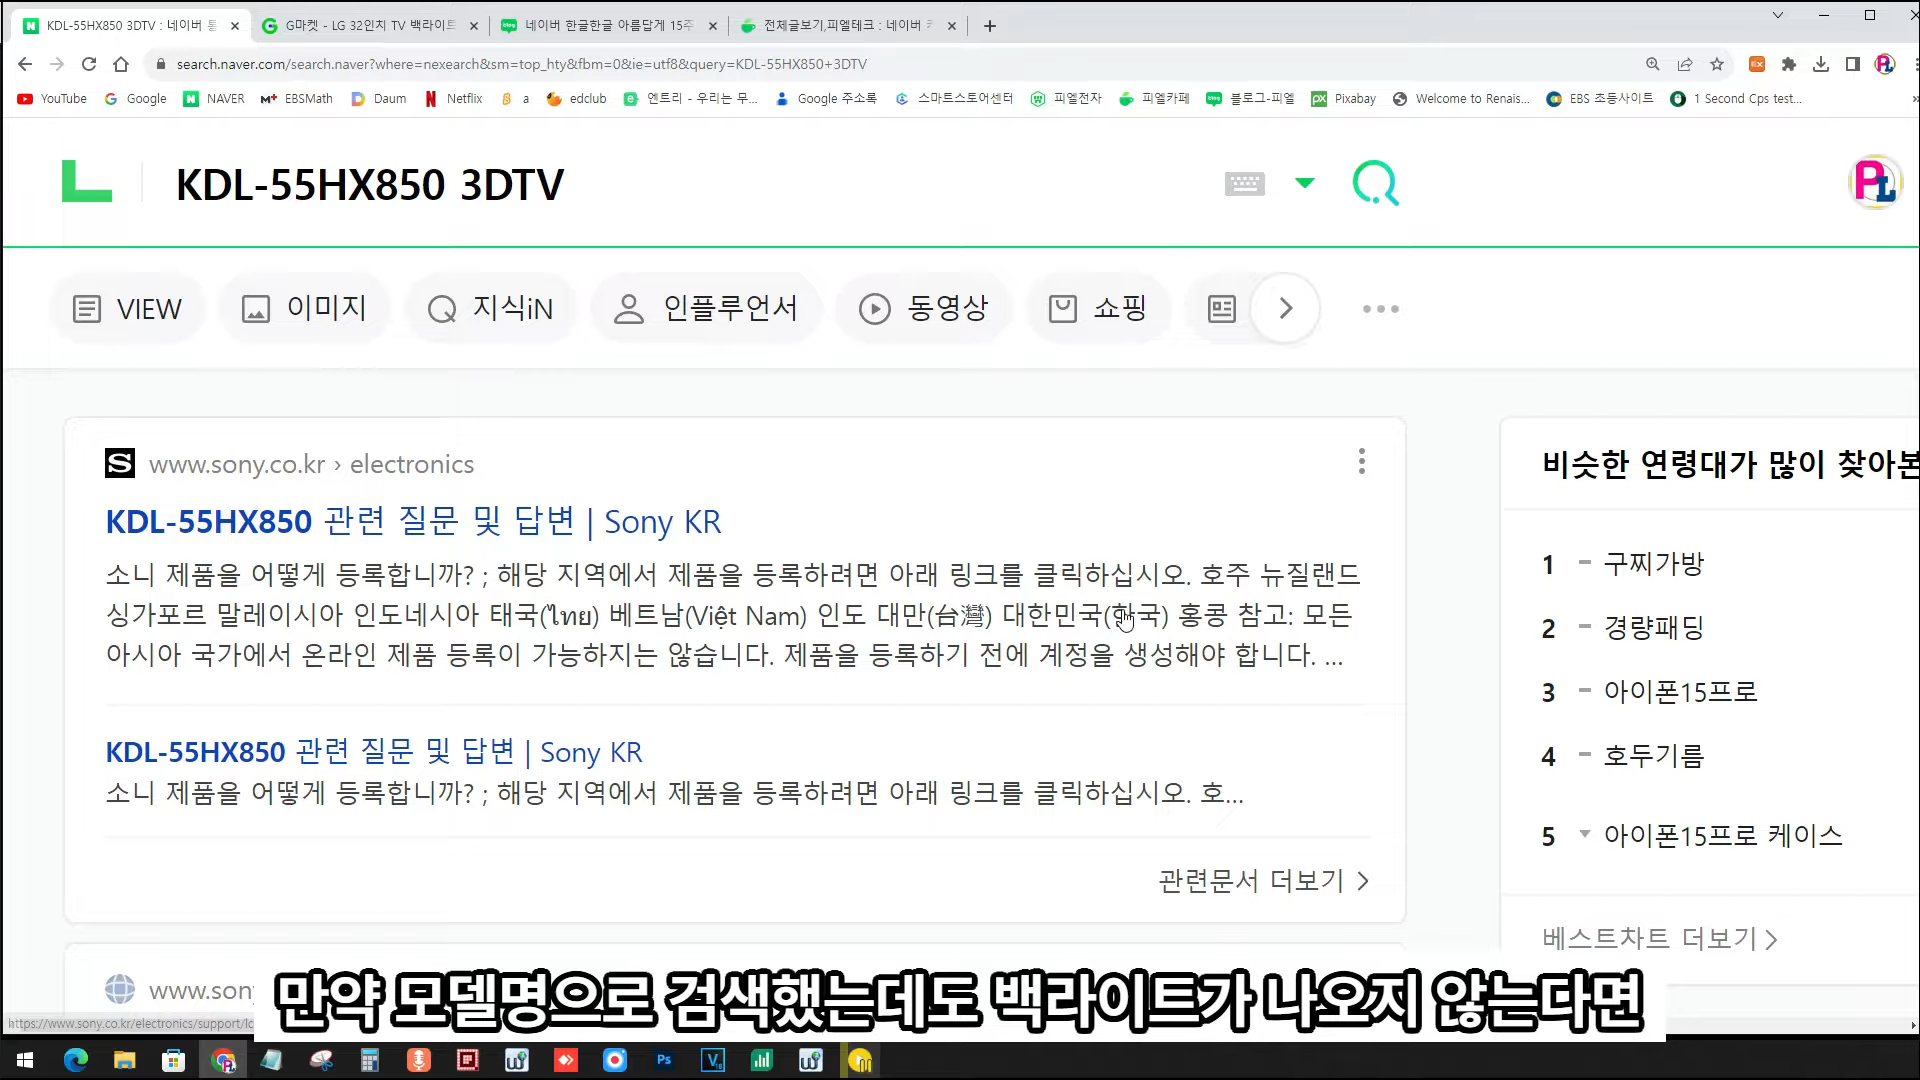 KDL-55HX850 3DTV : 네이버 통
G마켓 - LG 32인치 TV 백라이트
네이버 한글한글 아름답게 15주
전체글보기,피엘테크 : 네이버 카
search.naver.com/search.naver?where=nexearch&sm=top_hty&fbm=0&ie=utf8&query=KDL-55HX850+3DTV
YouTube
Google
NAVER
EBSMath
Daum
Netflix
a
edclub
엔트리 - 우리는 무...
Google 주소록
스마트스토어센터
피엘전자
피엘카페
블로그-피엘
Pixabay
Welcome to Renais...
EBS 초등사이트
1 Second Cps test...
KDL-55HX850 3DTV
VIEW
이미지
지식iN
인플루언서
동영상
쇼핑
www.sony.co.kr › electronics
KDL-55HX850 관련 질문 및 답변 | Sony KR
소니 제품을 어떻게 등록합니까? ; 해당 지역에서 제품을 등록하려면 아래 링크를 클릭하십시오. 호주 뉴질랜드
싱가포르 말레이시아 인도네시아 태국(ไทย) 베트남(Việt Nam) 인도 대만(台灣) 대한민국(한국) 홍콩 참고: 모든
아시아 국가에서 온라인 제품 등록이 가능하지는 않습니다. 제품을 등록하기 전에 계정을 생성해야 합니다. ...
KDL-55HX850 관련 질문 및 답변 | Sony KR
소니 제품을 어떻게 등록합니까? ; 해당 지역에서 제품을 등록하려면 아래 링크를 클릭하십시오. 호...
관련문서 더보기
비슷한 연령대가 많이 찾아본
1 구찌가방
2 경량패딩
3 아이폰15프로
4 호두기름
5 아이폰15프로 케이스
베스트차트 더보기
www.son
만약 모델명으로 검색했는데도 백라이트가 나오지 않는다면
https://www.sony.co.kr/electronics/support/lc